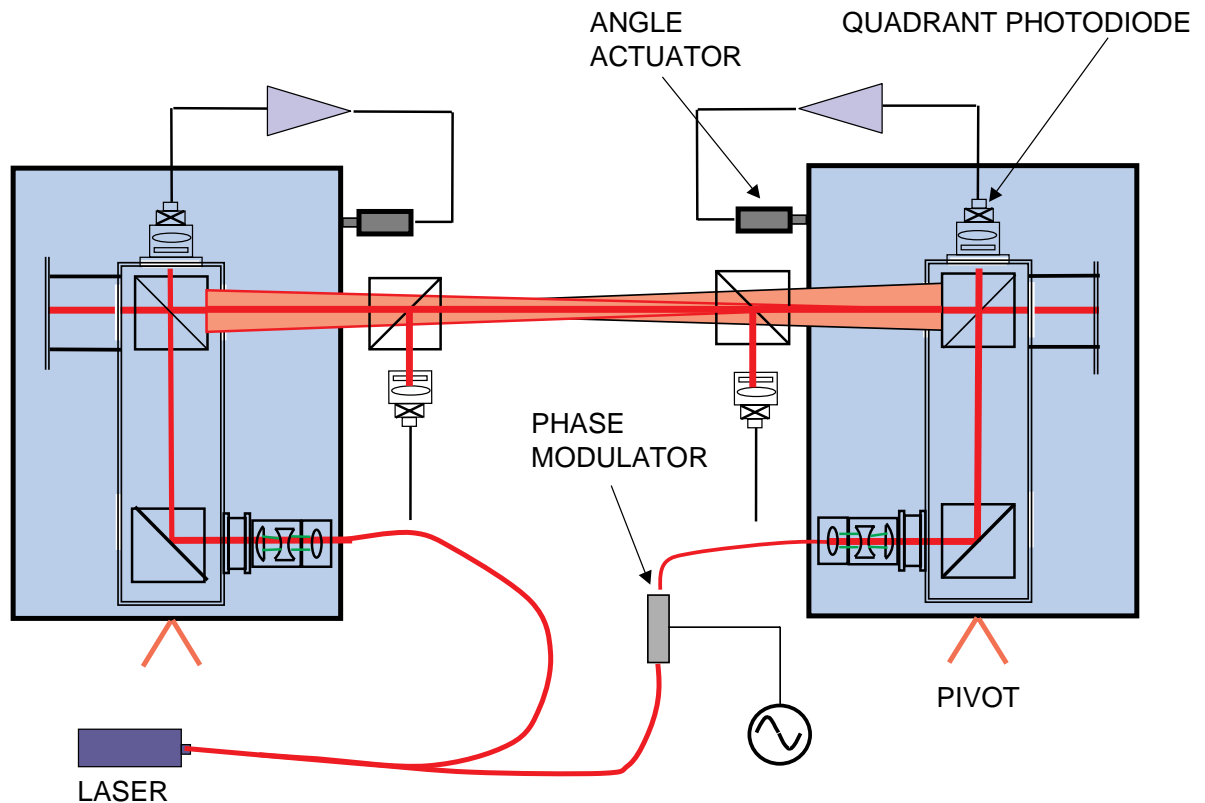 ANGLE
ACTUATOR
QUADRANT PHOTODIODE
PHASE
MODULATOR
PIVOT
LASER